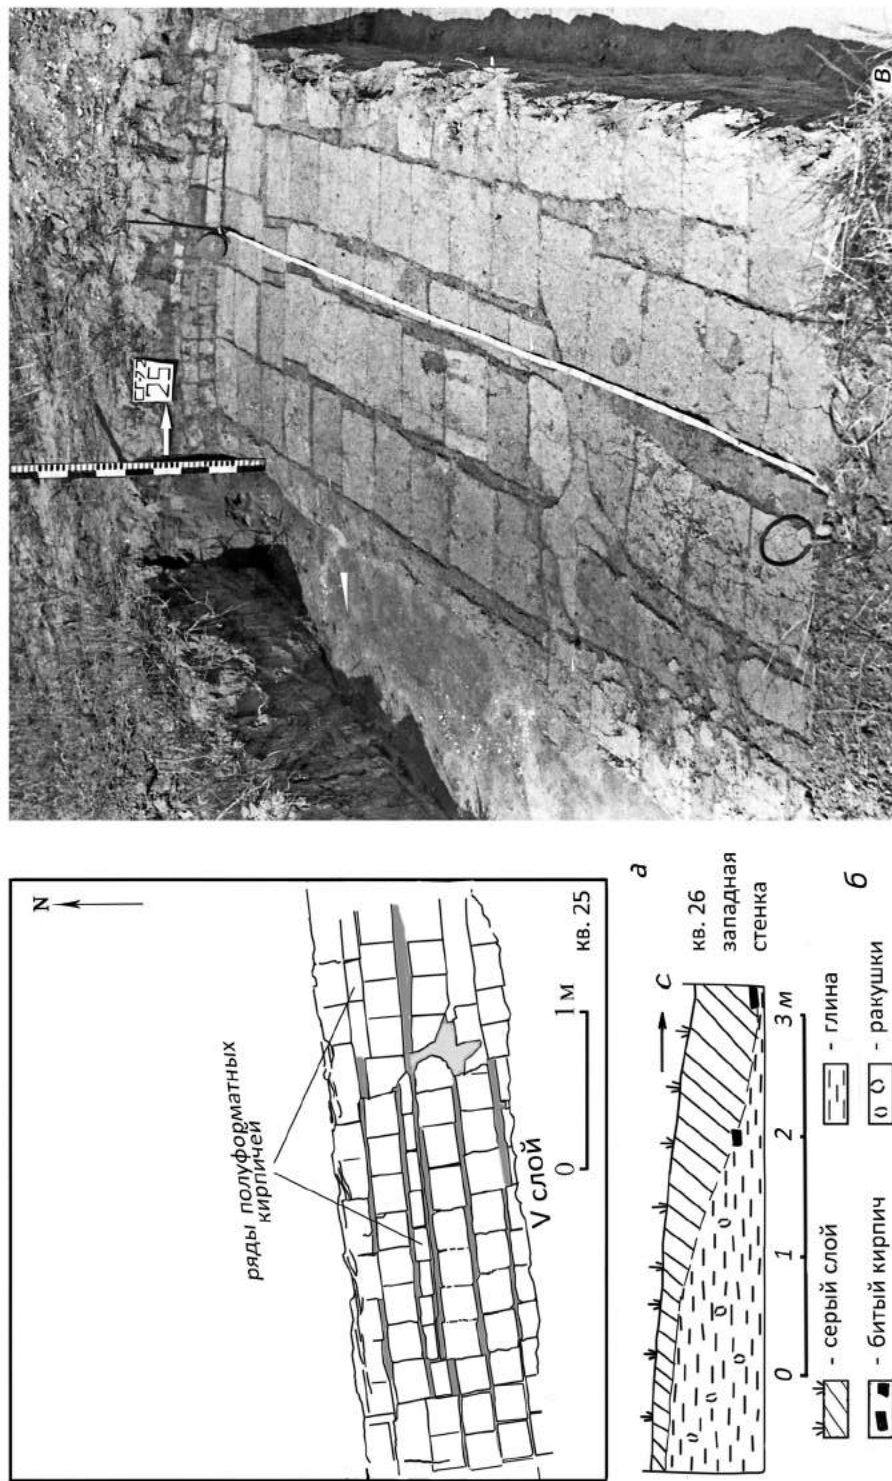 в
25
N
ряды полуформатных
кирпичей
кв. 25
V слой
0
1 м
а
С
кв. 26
западная
стенка
0
1
2
3 м
б
- серый слой
- глина
- битый кирпич
- ракушки